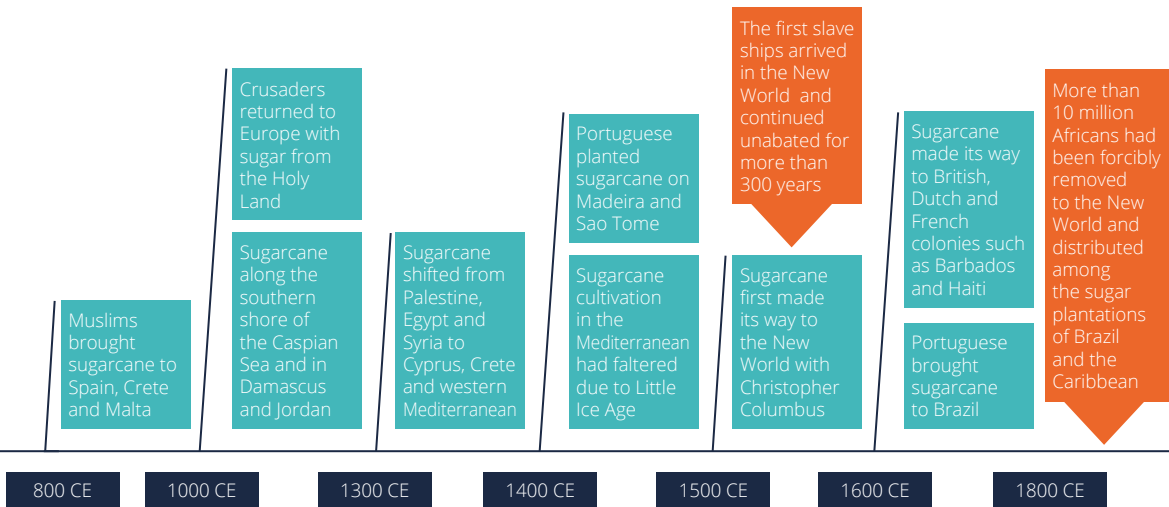 Muslims
brought
sugarcane to
Spain, Crete
and Malta
Crusaders
returned to
Europe with
sugar from
the Holy
Land
Sugarcane
along the
southern
shore of
the Caspian
Sea and in
Damascus
and Jordan
Sugarcane
shifted from
Palestine,
Egypt and
Syria to
Cyprus, Crete
and western
Mediterranean
Portuguese
planted
sugarcane on
Madeira and
Sao Tome
Sugarcane
cultivation
in the
Mediterranean
had faltered
due to Little
Ice Age
The first slave
ships arrived
in the New
World and
continued
unabated for
more than
300 years
Sugarcane
first made
its way to
the New
World with
Christopher
Columbus
Sugarcane
made its way
to British,
Dutch and
French
colonies such
as Barbados
and Haiti
Portuguese
brought
sugarcane
to Brazil
More than
10 million
Africans had
been forcibly
removed
to the New
World and
distributed
among
the sugar
plantations
of Brazil
and the
Caribbean
800 CE
1000 CE
1300 CE
1400 CE
1500 CE
1600 CE
1800 CE